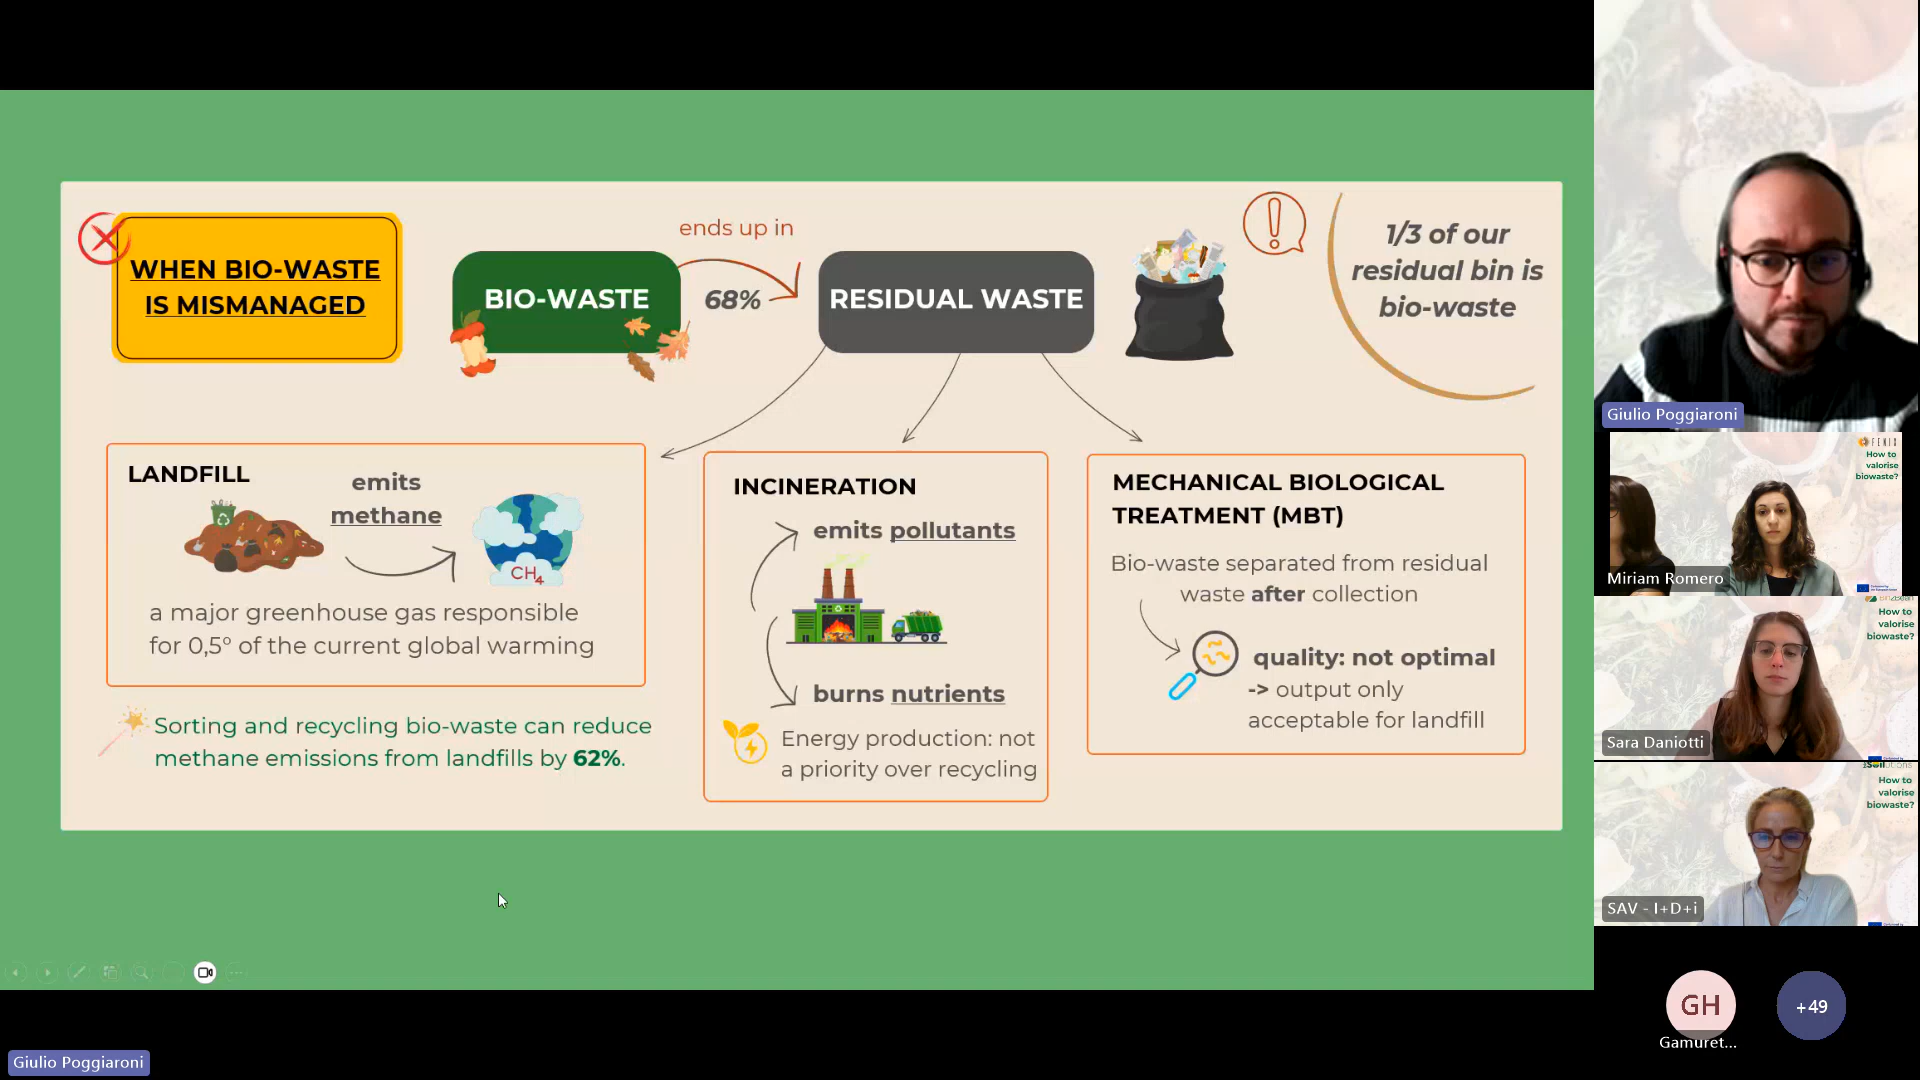 WHEN BIO-WASTE
IS MISMANAGED
BIO-WASTE
ends up in
68%
RESIDUAL WASTE
1/3 of our
residual bin is
bio-waste
LANDFILL
emits
methane
CH4
a major greenhouse gas responsible
for 0,5° of the current global warming
Sorting and recycling bio-waste can reduce
methane emissions from landfills by 62%.
INCINERATION
emits pollutants
burns nutrients
Energy production: not
a priority over recycling
MECHANICAL BIOLOGICAL
TREATMENT (MBT)
Bio-waste separated from residual
waste after collection
quality: not optimal
-> output only
acceptable for landfill
Giulio Poggiaroni
Giulio Poggiaroni
FENIX
How to
valorise
biowaste?
Miriam Romero
How to
valorise
biowaste?
Sara Daniotti
How to
valorise
biowaste?
SAV - I+D+i
GH
Gamuret...
+49